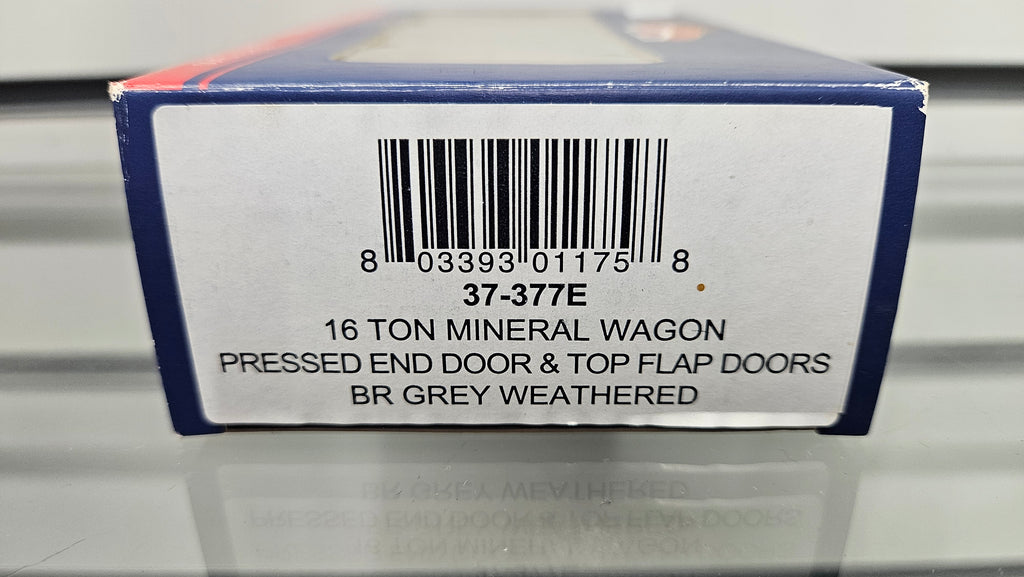 8 03393 01175 8
37-377E
16 TON MINERAL WAGON
PRESSED END DOOR & TOP FLAP DOORS
BR GREY WEATHERED